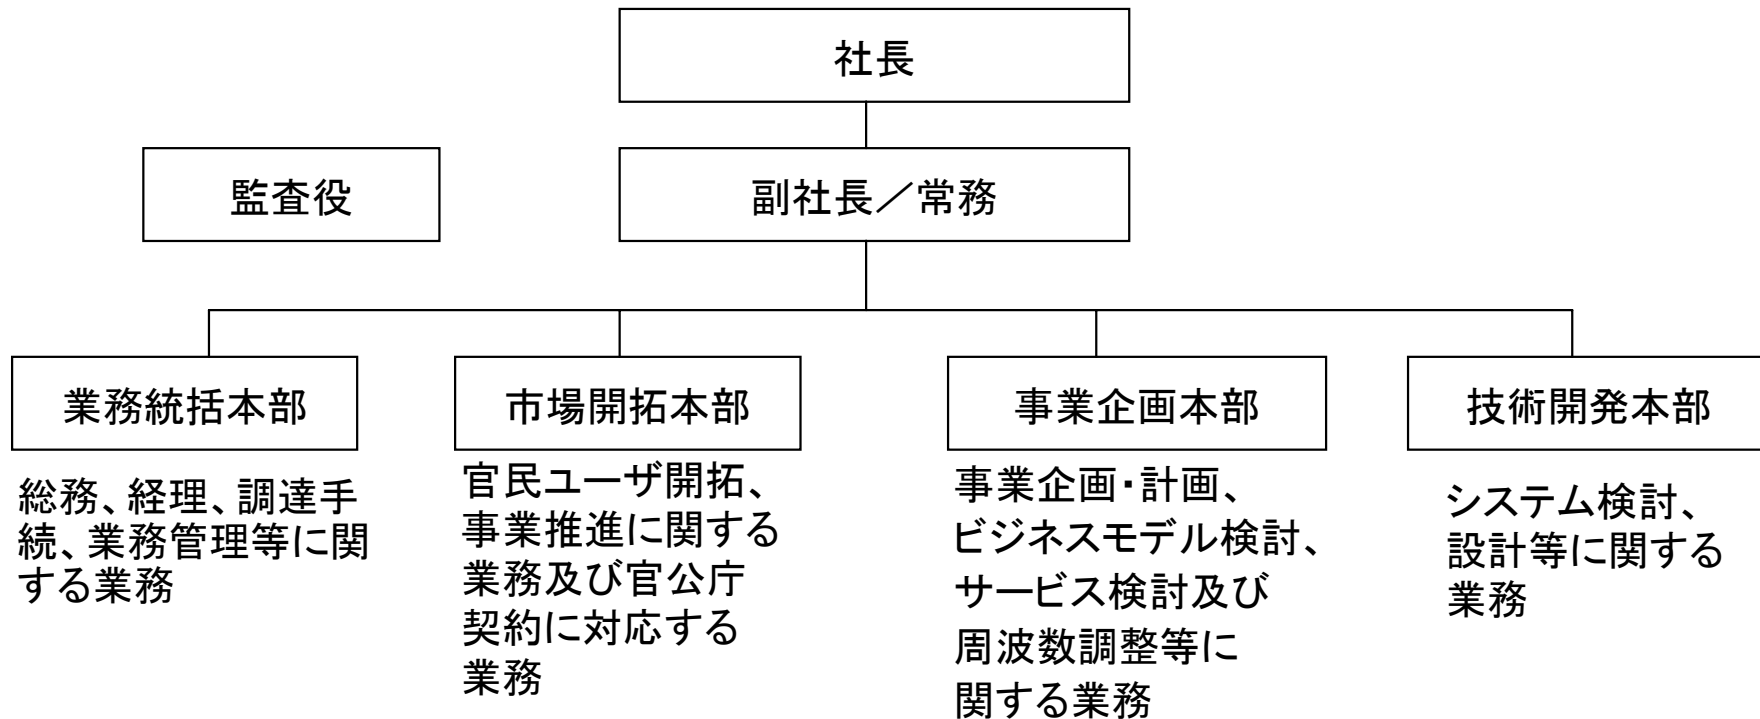 社長
監査役
副社長／常務
業務統括本部
市場開拓本部
事業企画本部
技術開発本部
総務、経理、調達手
続、業務管理等に関
する業務
官民ユーザ開拓、
事業推進に関する
業務及び官公庁
契約に対応する
業務
事業企画・計画、
ビジネスモデル検討、
サービス検討及び
周波数調整等に
関する業務
システム検討、
設計等に関する
業務